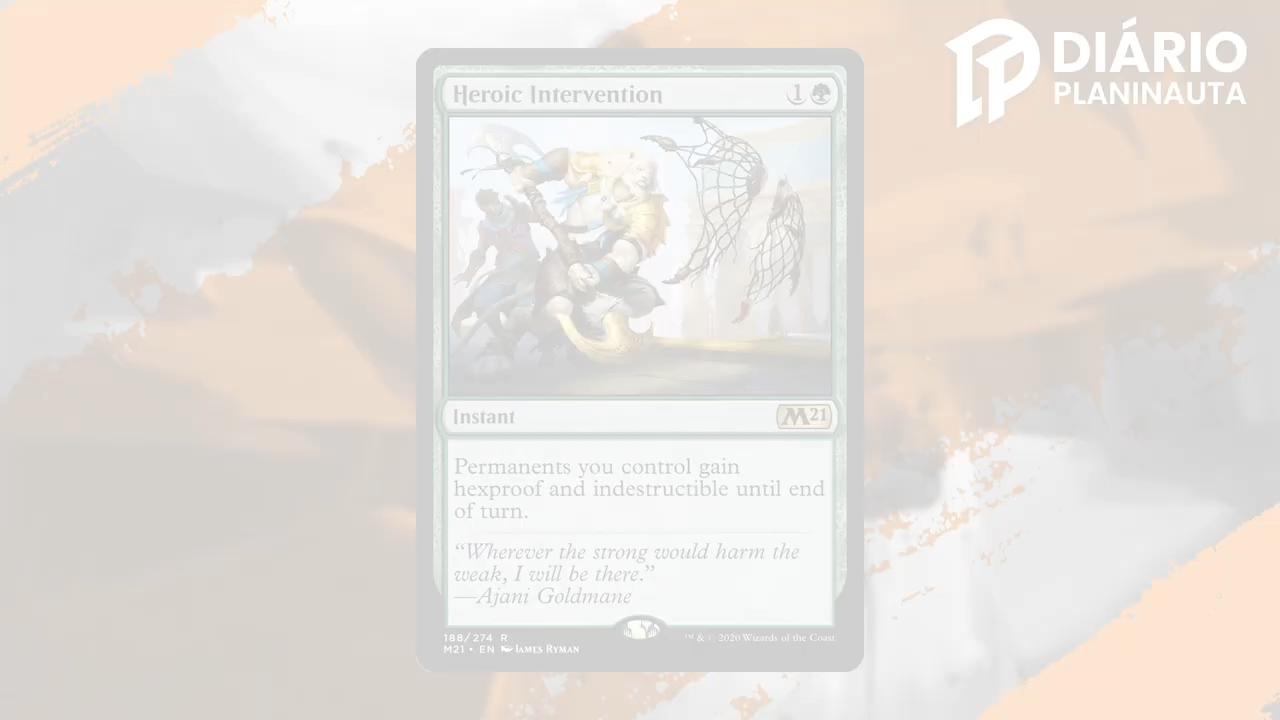 DIÁRIO
PLANINAUTA
Heroic Intervention 1
Instant M21
Permanents you control gain
hexproof and indestructible until end
of turn.
“Wherever the strong would harm the
weak, I will be there.”
—Ajani Goldmane
188/274 R
M21 • EN James Ryman
™ & © 2020 Wizards of the Coast